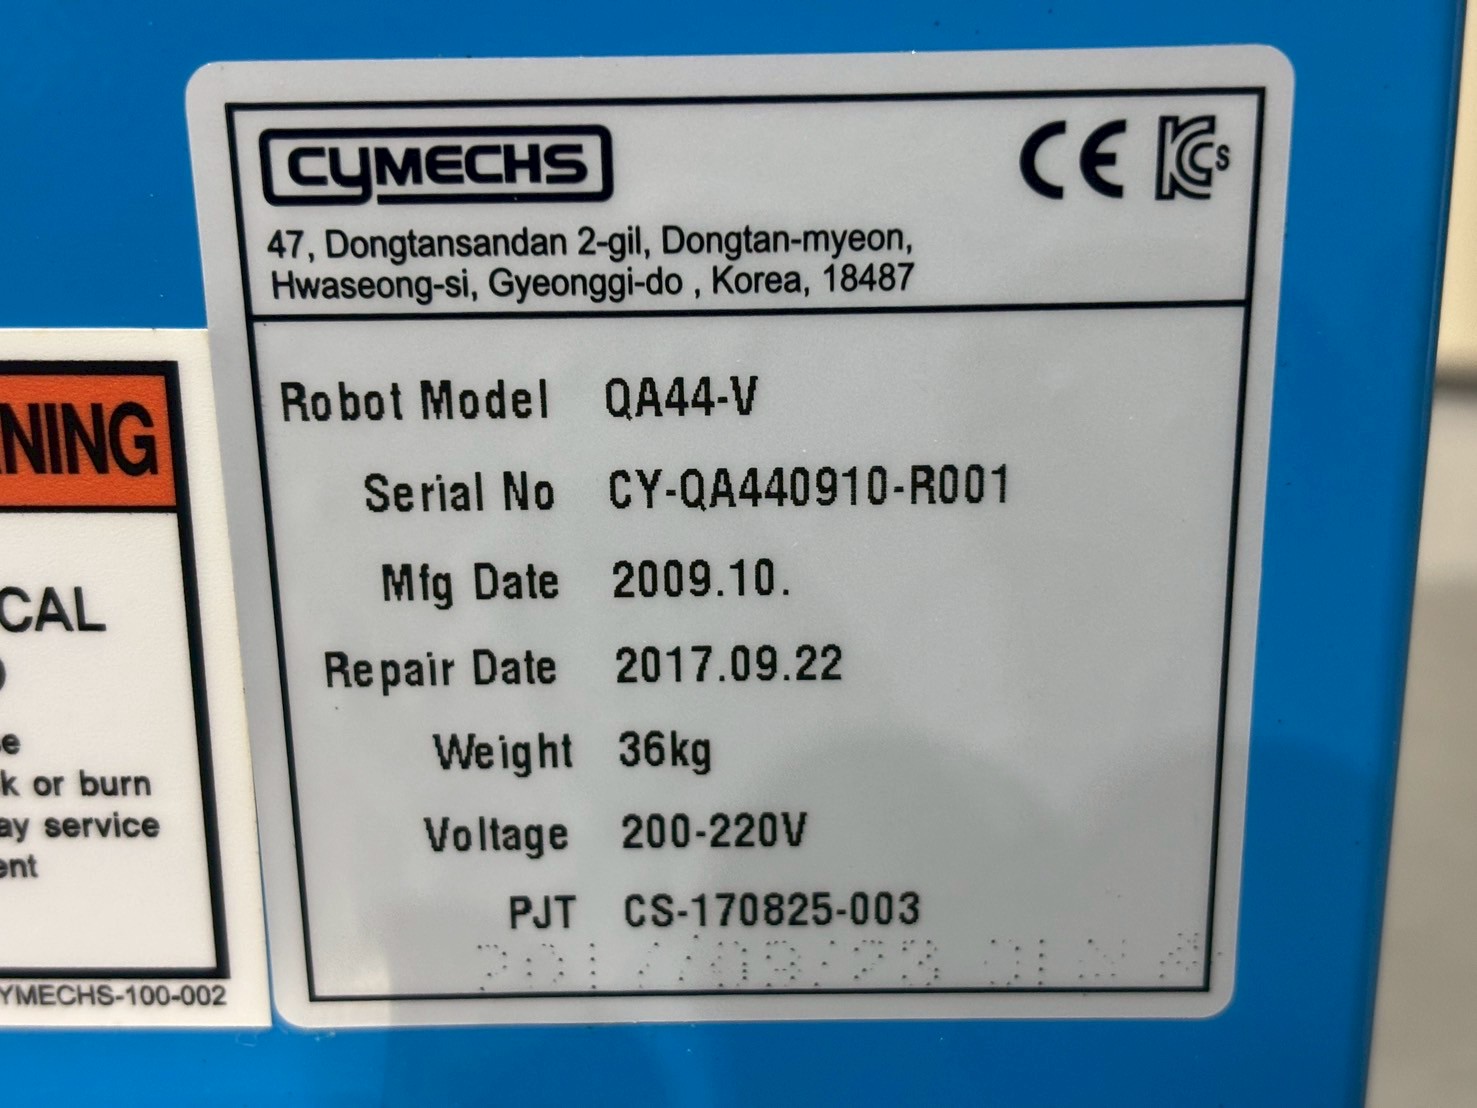 CYMECHS
CE KCs
47, Dongtansandan 2-gil, Dongtan-myeon,
Hwaseong-si, Gyeonggi-do , Korea, 18487
Robot Model QA44-V
Serial No CY-QA440910-R001
Mfg Date 2009.10.
Repair Date 2017.09.22
Weight 36kg
Voltage 200-220V
PJT CS-170825-003
NING
CAL
k or burn
ay service
ent
YMECHS-100-002